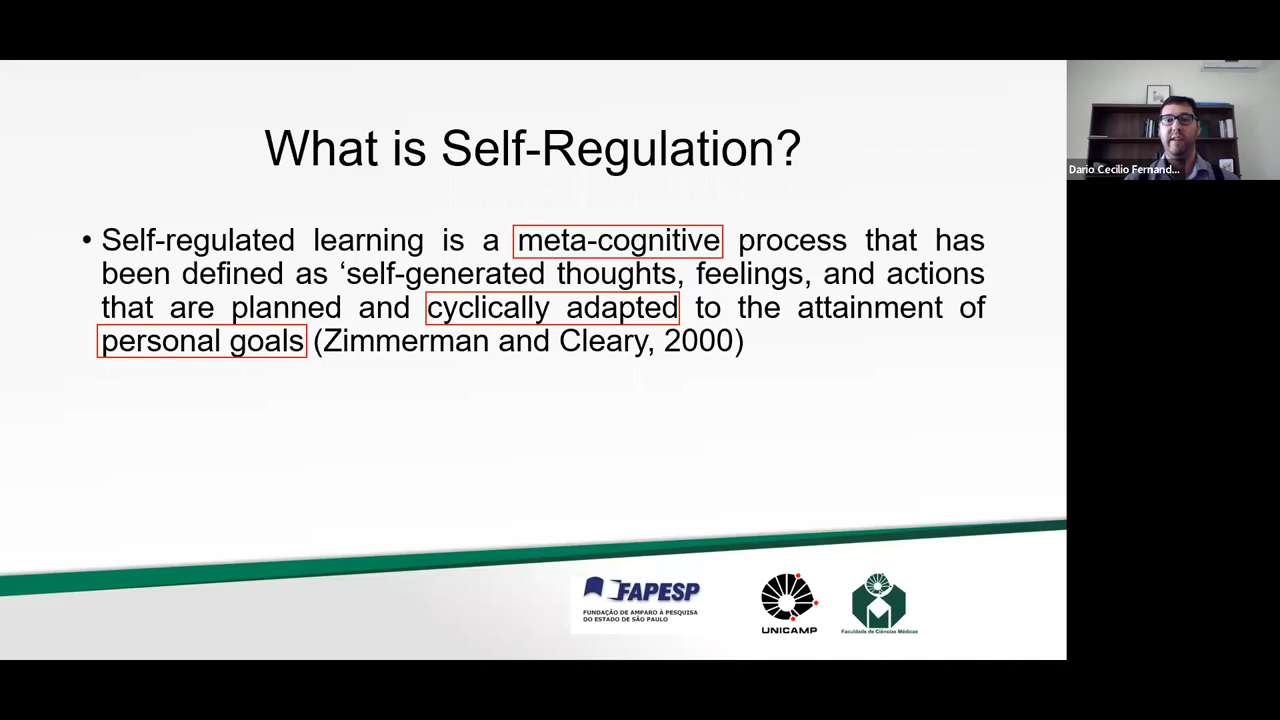 What is Self-Regulation?
• Self-regulated learning is a meta-cognitive process that has
been defined as ‘self-generated thoughts, feelings, and actions
that are planned and cyclically adapted to the attainment of
personal goals (Zimmerman and Cleary, 2000)
Dario Cecilio Fernand...
FAPESP
FUNDAÇÃO DE AMPARO À PESQUISA
DO ESTADO DE SÃO PAULO
UNICAMP
Faculdade de Ciências Médicas